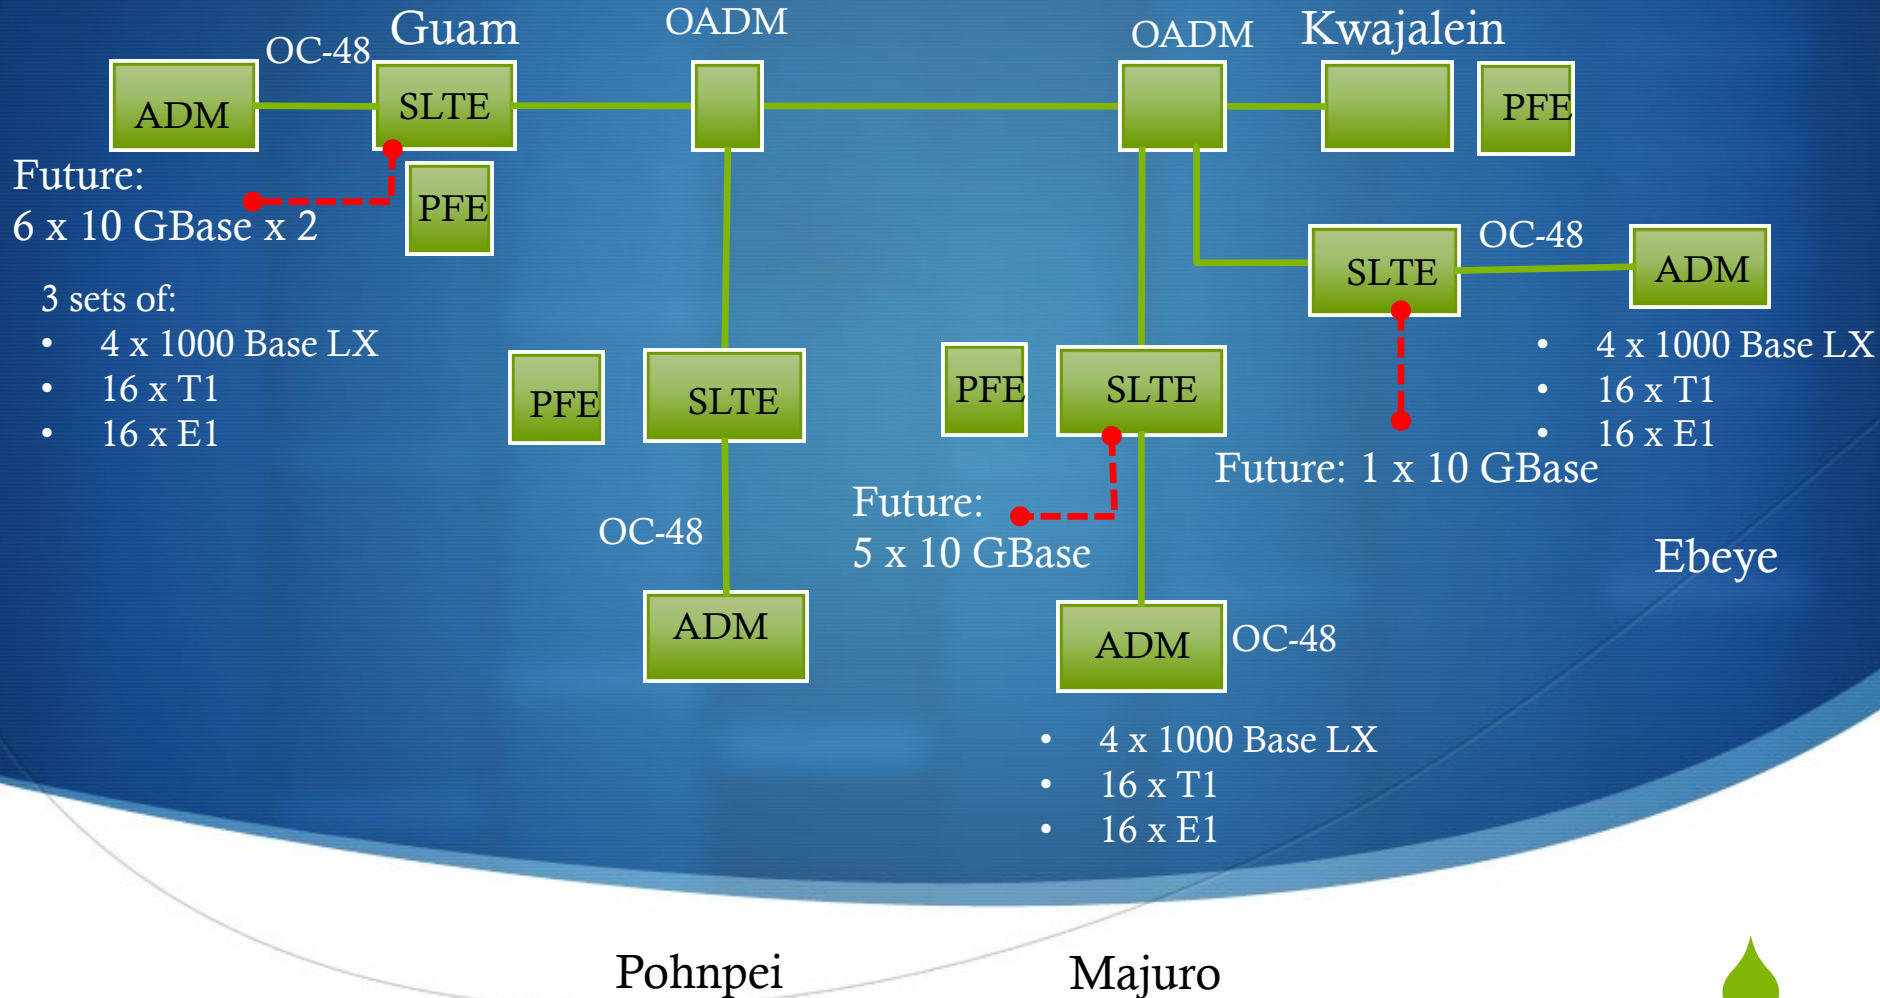 Guam
OADM
OADM
Kwajalein
OC-48
ADM
SLTE
PFE
PFE
Future:
6 x 10 GBase x 2
3 sets of:
• 4 x 1000 Base LX
• 16 x T1
• 16 x E1
PFE
SLTE
OC-48
ADM
PFE
SLTE
Future:
5 x 10 GBase
ADM
OC-48
• 4 x 1000 Base LX
• 16 x T1
• 16 x E1
SLTE
OC-48
ADM
• 4 x 1000 Base LX
• 16 x T1
• 16 x E1
Future: 1 x 10 GBase
Ebeye
Pohnpei
Majuro